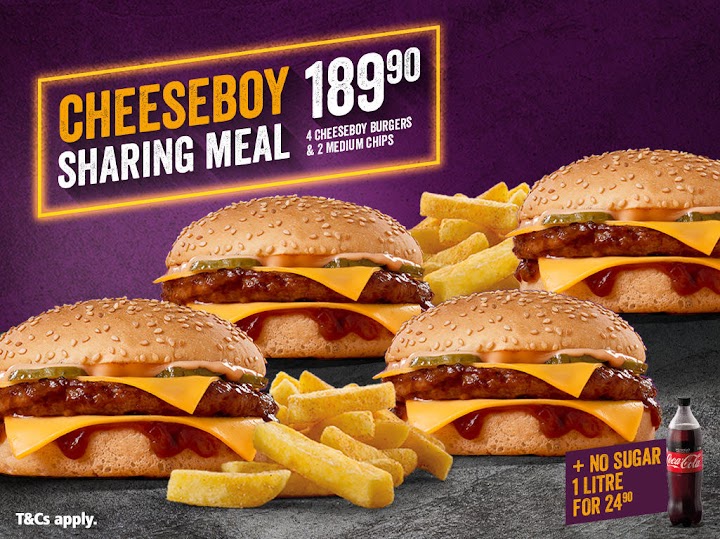 CHEESEBOY 189⁹⁰
SHARING MEAL
4 CHEESEBOY BURGERS
& 2 MEDIUM CHIPS
+ NO SUGAR
1 LITRE
FOR 24⁹⁰
Coca-Cola
T&Cs apply.